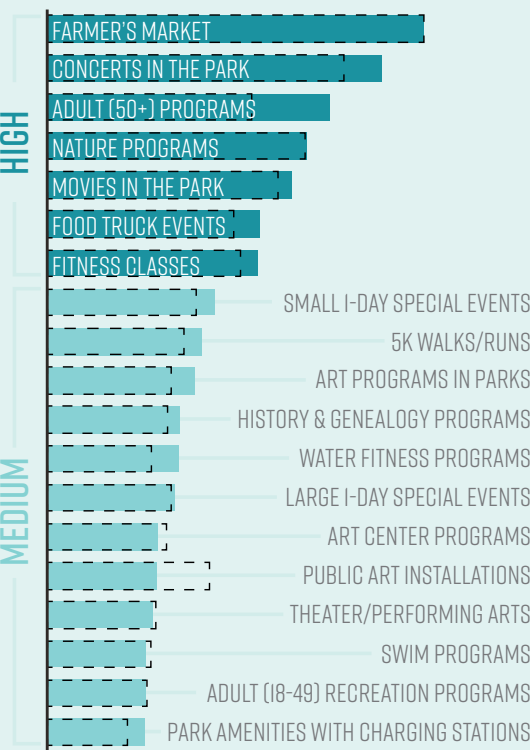 HIGH
FARMER'S MARKET
CONCERTS IN THE PARK
ADULT (50+) PROGRAMS
NATURE PROGRAMS
MOVIES IN THE PARK
FOOD TRUCK EVENTS
FITNESS CLASSES
MEDIUM
SMALL 1-DAY SPECIAL EVENTS
5K WALKS/RUNS
ART PROGRAMS IN PARKS
HISTORY & GENEALOGY PROGRAMS
WATER FITNESS PROGRAMS
LARGE 1-DAY SPECIAL EVENTS
ART CENTER PROGRAMS
PUBLIC ART INSTALLATIONS
THEATER/PERFORMING ARTS
SWIM PROGRAMS
ADULT (18-49) RECREATION PROGRAMS
PARK AMENITIES WITH CHARGING STATIONS